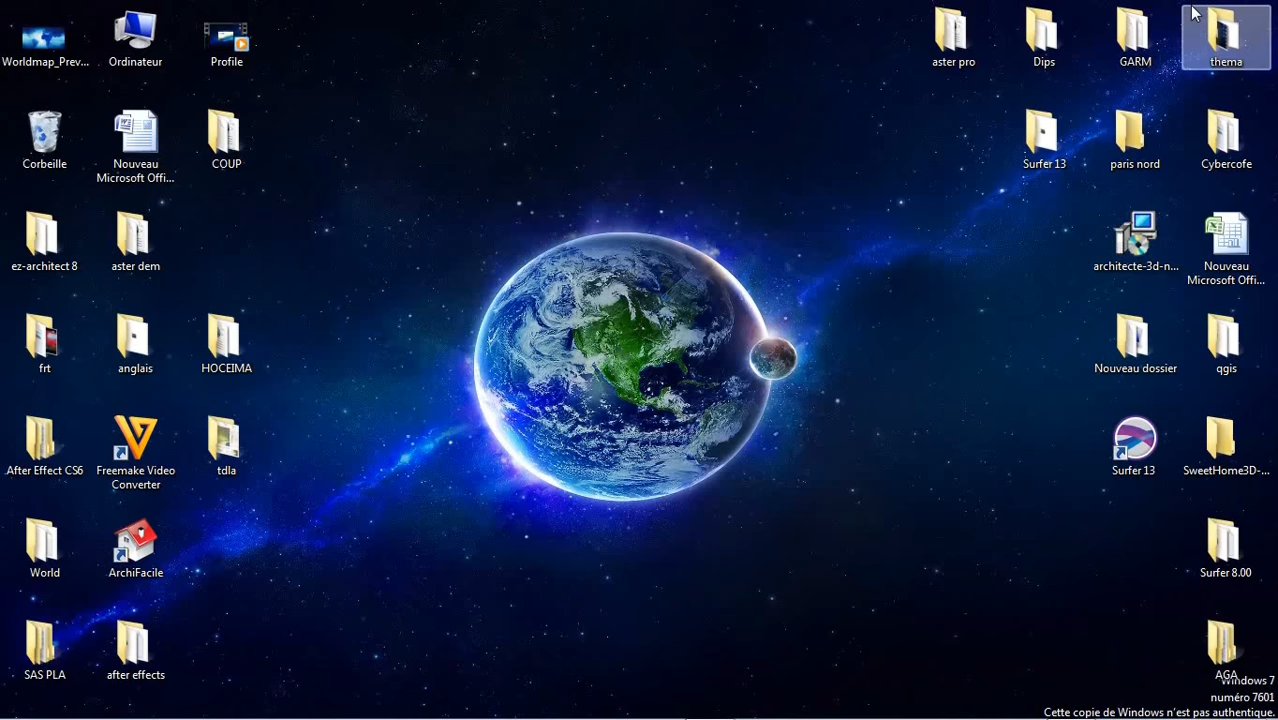 Worldmap_Prev...
Ordinateur
Profile
aster pro
Dips
GARM
thema
Corbeille
Nouveau
Microsoft Offi...
COUP
Surfer 13
paris nord
Cybercofe
ez-architect 8
aster dem
architecte-3d-n...
Nouveau
Microsoft Offi...
frt
anglais
HOCEIMA
Nouveau dossier
qgis
After Effect CS6
Freemake Video
Converter
tdla
Surfer 13
SweetHome3D-...
World
ArchiFacile
Surfer 8.00
SAS PLA
after effects
AGA
Windows 7
numéro 7601
Cette copie de Windows n'est pas authentique.